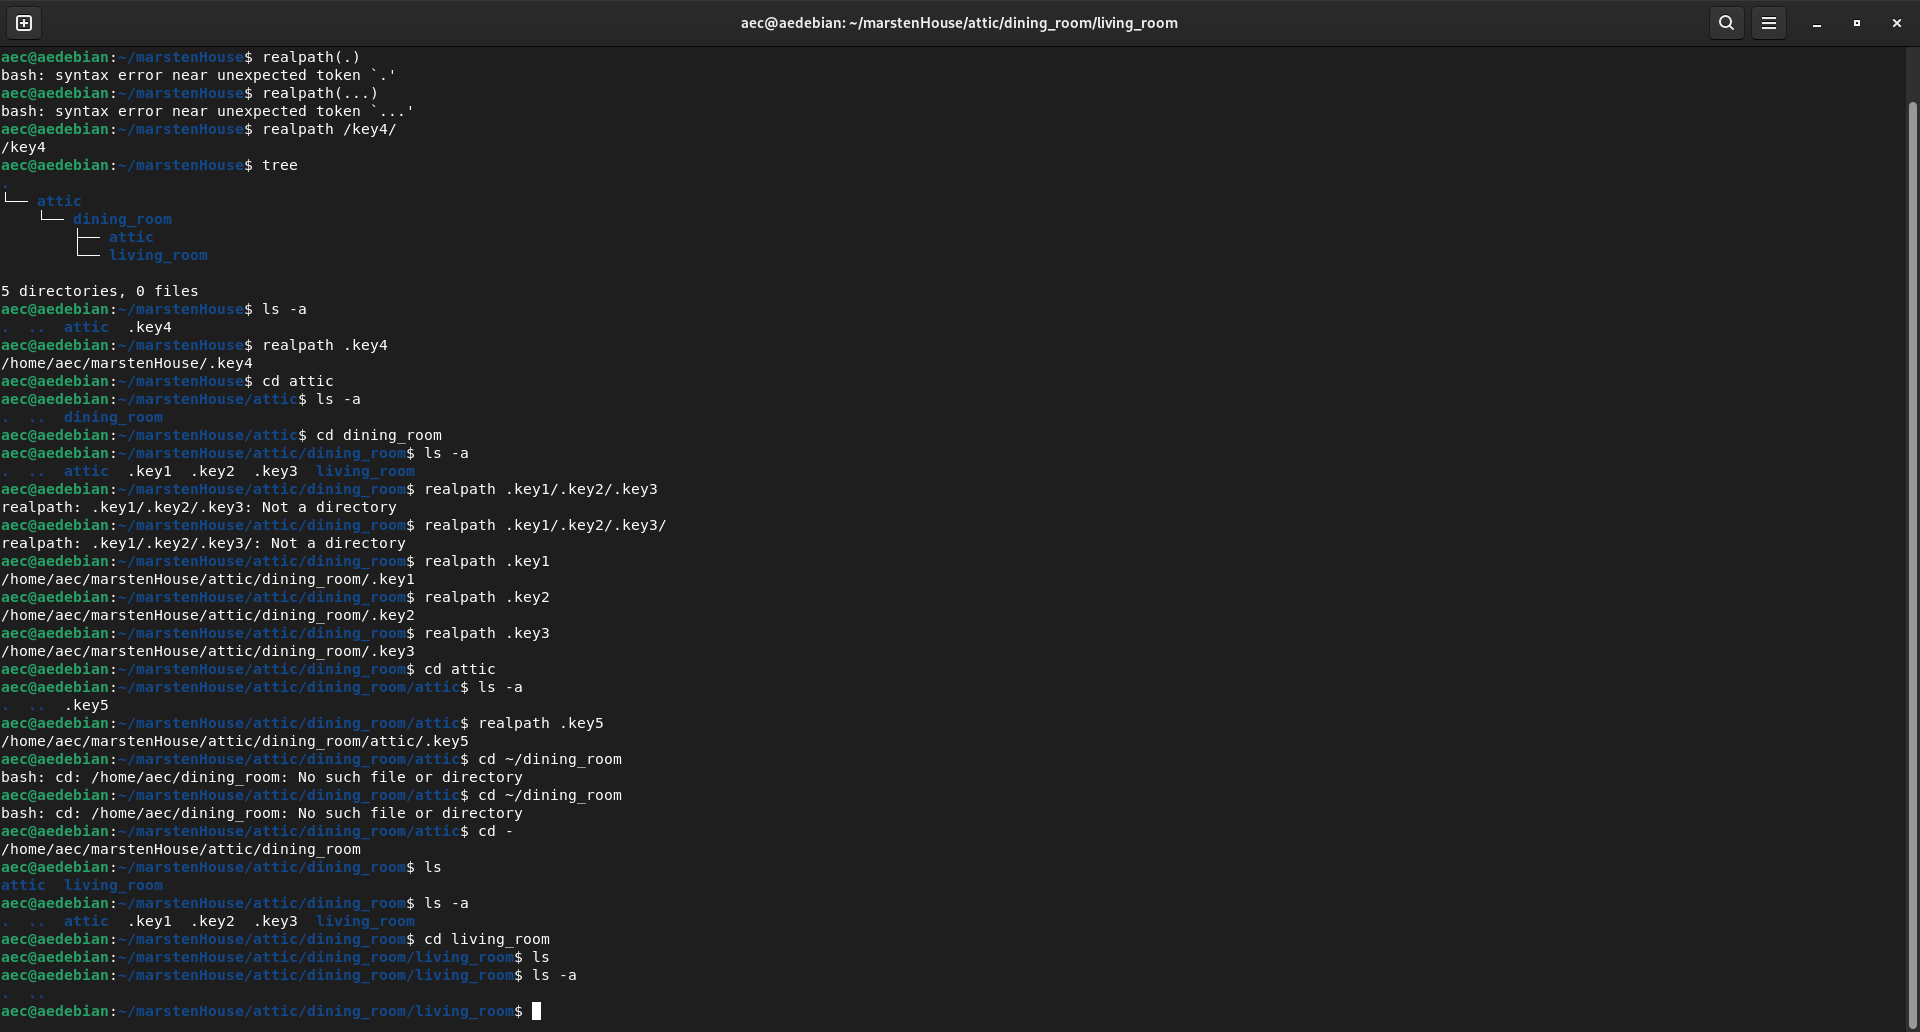 aec@aedebian: ~/marstenHouse/attic/dining_room/living_room
aec@aedebian:~/marstenHouse$ realpath(.)
bash: syntax error near unexpected token `.'
aec@aedebian:~/marstenHouse$ realpath(...)
bash: syntax error near unexpected token `...'
aec@aedebian:~/marstenHouse$ realpath /key4/
/key4
aec@aedebian:~/marstenHouse$ tree
.
└── attic
    └── dining_room
        ├── attic
        └── living_room
5 directories, 0 files
aec@aedebian:~/marstenHouse$ ls -a
.  ..  attic  .key4
aec@aedebian:~/marstenHouse$ realpath .key4
/home/aec/marstenHouse/.key4
aec@aedebian:~/marstenHouse$ cd attic
aec@aedebian:~/marstenHouse/attic$ ls -a
.  ..  dining_room
aec@aedebian:~/marstenHouse/attic$ cd dining_room
aec@aedebian:~/marstenHouse/attic/dining_room$ ls -a
.  ..  attic  .key1  .key2  .key3  living_room
aec@aedebian:~/marstenHouse/attic/dining_room$ realpath .key1/.key2/.key3
realpath: .key1/.key2/.key3: Not a directory
aec@aedebian:~/marstenHouse/attic/dining_room$ realpath .key1/.key2/.key3/
realpath: .key1/.key2/.key3/: Not a directory
aec@aedebian:~/marstenHouse/attic/dining_room$ realpath .key1
/home/aec/marstenHouse/attic/dining_room/.key1
aec@aedebian:~/marstenHouse/attic/dining_room$ realpath .key2
/home/aec/marstenHouse/attic/dining_room/.key2
aec@aedebian:~/marstenHouse/attic/dining_room$ realpath .key3
/home/aec/marstenHouse/attic/dining_room/.key3
aec@aedebian:~/marstenHouse/attic/dining_room$ cd attic
aec@aedebian:~/marstenHouse/attic/dining_room/attic$ ls -a
.  ..  .key5
aec@aedebian:~/marstenHouse/attic/dining_room/attic$ realpath .key5
/home/aec/marstenHouse/attic/dining_room/attic/.key5
aec@aedebian:~/marstenHouse/attic/dining_room/attic$ cd ~/dining_room
bash: cd: /home/aec/dining_room: No such file or directory
aec@aedebian:~/marstenHouse/attic/dining_room/attic$ cd ~/dining_room
bash: cd: /home/aec/dining_room: No such file or directory
aec@aedebian:~/marstenHouse/attic/dining_room/attic$ cd -
/home/aec/marstenHouse/attic/dining_room
aec@aedebian:~/marstenHouse/attic/dining_room$ ls
attic  living_room
aec@aedebian:~/marstenHouse/attic/dining_room$ ls -a
.  ..  attic  .key1  .key2  .key3  living_room
aec@aedebian:~/marstenHouse/attic/dining_room$ cd living_room
aec@aedebian:~/marstenHouse/attic/dining_room/living_room$ ls
aec@aedebian:~/marstenHouse/attic/dining_room/living_room$ ls -a
.  ..
aec@aedebian:~/marstenHouse/attic/dining_room/living_room$